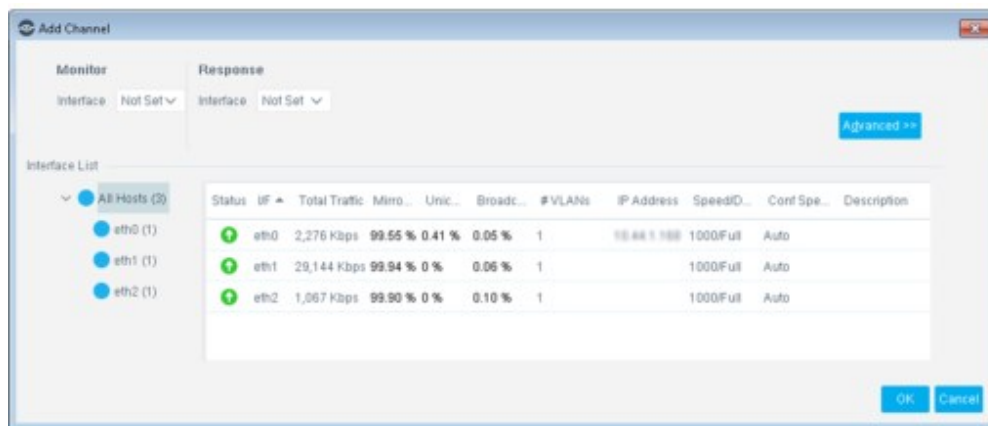 Add Channel
Monitor Response
Interface Not Set Interface Not Set
Advanced >>
Interface List
All Hosts (3)
eth0 (1)
eth1 (1)
eth2 (1)
Status I/F Total Traffic Mirro... Unic... Broadc... # VLANs IP Address Speed/D... Conf Spe... Description
eth0 2,276 Kbps 99.55 % 0.41 % 0.05 % 1 1000/Full Auto
eth1 29,144 Kbps 99.94 % 0 % 0.06 % 1 1000/Full Auto
eth2 1,067 Kbps 99.90 % 0 % 0.10 % 1 1000/Full Auto
OK Cancel